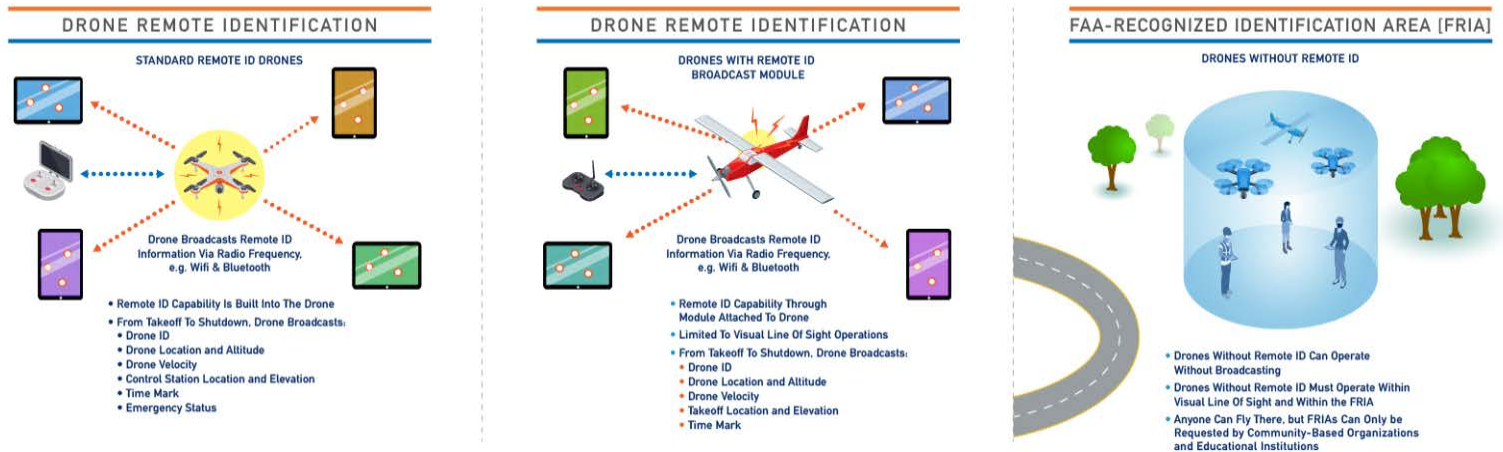 DRONE REMOTE IDENTIFICATION
STANDARD REMOTE ID DRONES
Drone Broadcasts Remote ID
Information Via Radio Frequency,
e.g. Wifi & Bluetooth
• Remote ID Capability Is Built Into The Drone
• From Takeoff To Shutdown, Drone Broadcasts:
• Drone ID
• Drone Location and Altitude
• Drone Velocity
• Control Station Location and Elevation
• Time Mark
• Emergency Status
DRONE REMOTE IDENTIFICATION
DRONES WITH REMOTE ID
BROADCAST MODULE
Drone Broadcasts Remote ID
Information Via Radio Frequency,
e.g. Wifi & Bluetooth
• Remote ID Capability Through
Module Attached To Drone
• Limited To Visual Line Of Sight Operations
• From Takeoff To Shutdown, Drone Broadcasts:
• Drone ID
• Drone Location and Altitude
• Drone Velocity
• Takeoff Location and Elevation
• Time Mark
FAA-RECOGNIZED IDENTIFICATION AREA [FRIA]
DRONES WITHOUT REMOTE ID
• Drones Without Remote ID Can Operate
Without Broadcasting
• Drones Without Remote ID Must Operate Within
Visual Line Of Sight and Within the FRIA
• Anyone Can Fly There, but FRIAs Can Only be
Requested by Community-Based Organizations
and Educational Institutions